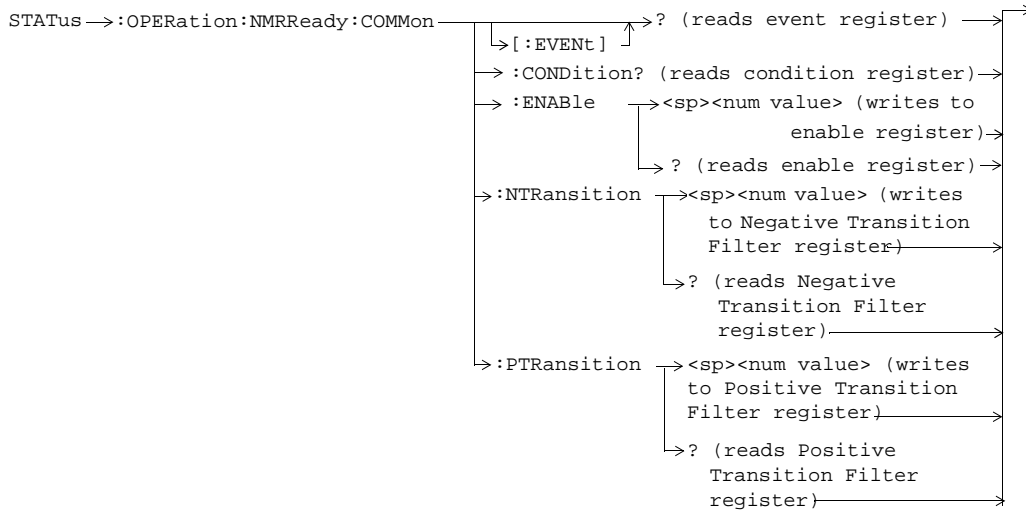 STATus :OPERation:NMRReady:COMMon ? (reads event register)
[:EVENt]
:CONDition? (reads condition register)
:ENABle <sp><num value> (writes to
enable register)
? (reads enable register)
:NTRansition <sp><num value> (writes
to Negative Transition
Filter register)
? (reads Negative
Transition Filter
register)
:PTRansition <sp><num value> (writes
to Positive Transition
Filter register)
? (reads Positive
Transition Filter
register)